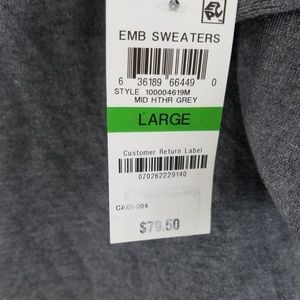 EMB SWEATERS
6 36189 66449 0
STYLE 100004619M
MID HTHR GREY
LARGE
Customer Return Label
070262229140
CA01-004
$79.50